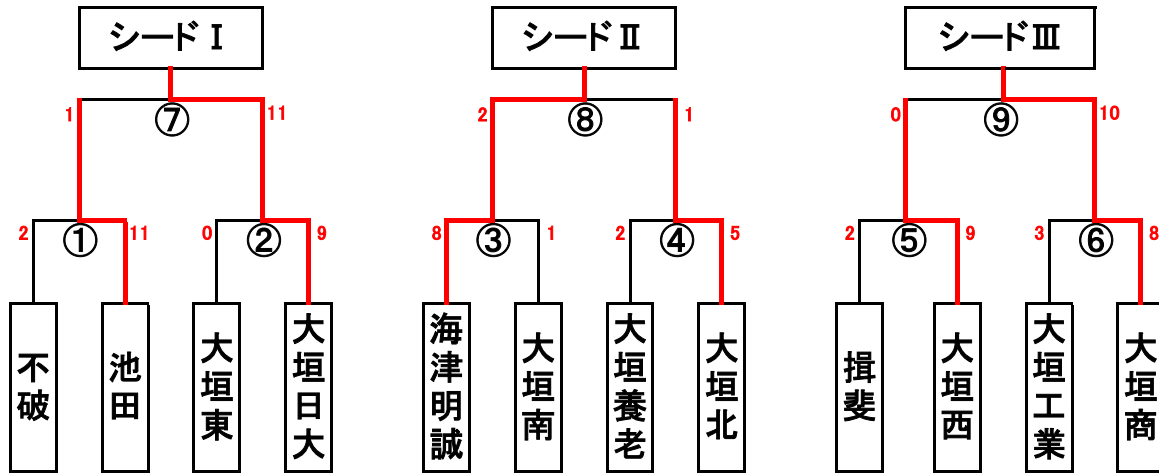 シードⅠ シードⅡ シードⅢ
1 ⑦ 11 2 ⑧ 1 0 ⑨ 10
2 ① 11 0 ② 9 8 ③ 1 2 ④ 5 2 ⑤ 9 3 ⑥ 8
不破
池田
大垣東
大垣日大
海津明誠
大垣南
大垣養老
大垣北
揖斐
大垣西
大垣工業
大垣商